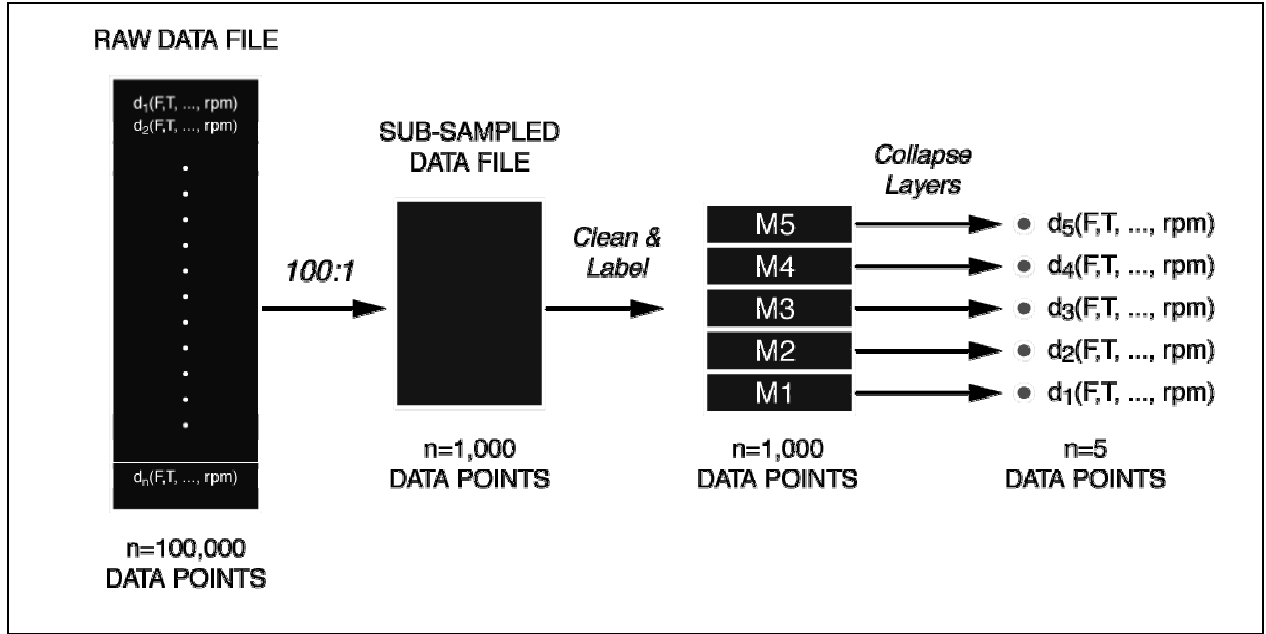 RAW DATA FILE
d1(F,T, ..., rpm)
d2(F,T, ..., rpm)
dn(F,T, ..., rpm)
n=100,000
DATA POINTS
100:1
SUB-SAMPLED
DATA FILE
n=1,000
DATA POINTS
Clean &
Label
M5
M4
M3
M2
M1
n=1,000
DATA POINTS
Collapse
Layers
d5(F,T, ..., rpm)
d4(F,T, ..., rpm)
d3(F,T, ..., rpm)
d2(F,T, ..., rpm)
d1(F,T, ..., rpm)
n=5
DATA POINTS